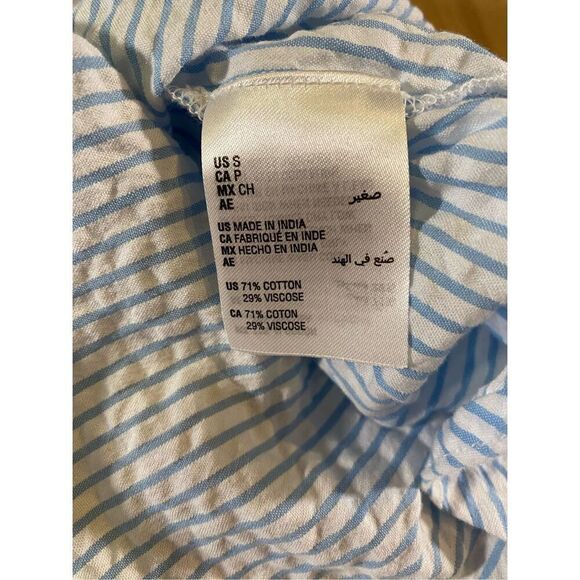 US S
CA P
MX CH
AE صغير
US MADE IN INDIA
CA FABRIQUÉ EN INDE
MX HECHO EN INDIA
AE صُنع في الهند
US 71% COTTON
29% VISCOSE
CA 71% COTON
29% VISCOSE